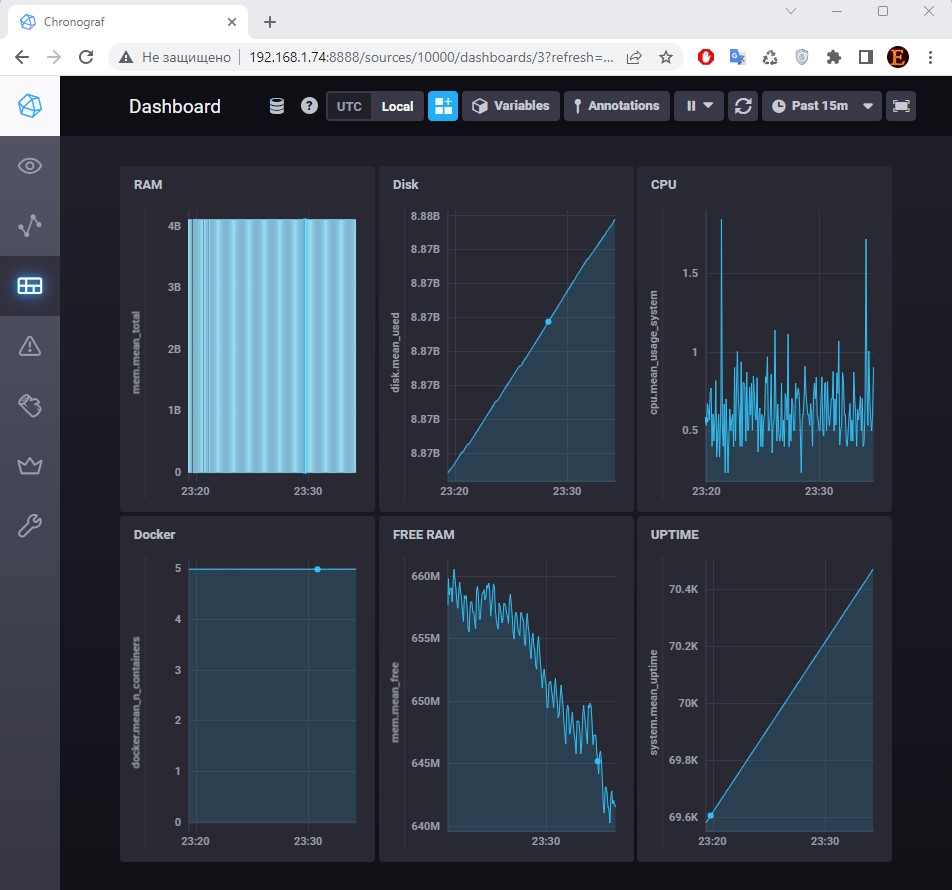 Chronograf
Не защищено
192.168.1.74:8888/sources/10000/dashboards/3?refresh=...
Dashboard
UTC
Local
Variables
Annotations
Past 15m
RAM
mem.mean_total
4B
3B
2B
1B
0
23:20
23:30
Disk
disk.mean_used
8.88B
8.87B
8.87B
8.87B
8.87B
8.87B
8.87B
8.87B
23:20
23:30
CPU
cpu.mean_usage_system
1.5
1
0.5
23:20
23:30
Docker
docker.mean_n_containers
5
4
3
2
1
0
23:20
23:30
FREE RAM
mem.mean_free
660M
655M
650M
645M
640M
23:30
UPTIME
system.mean_uptime
70.4K
70.2K
70K
69.8K
69.6K
23:20
23:30